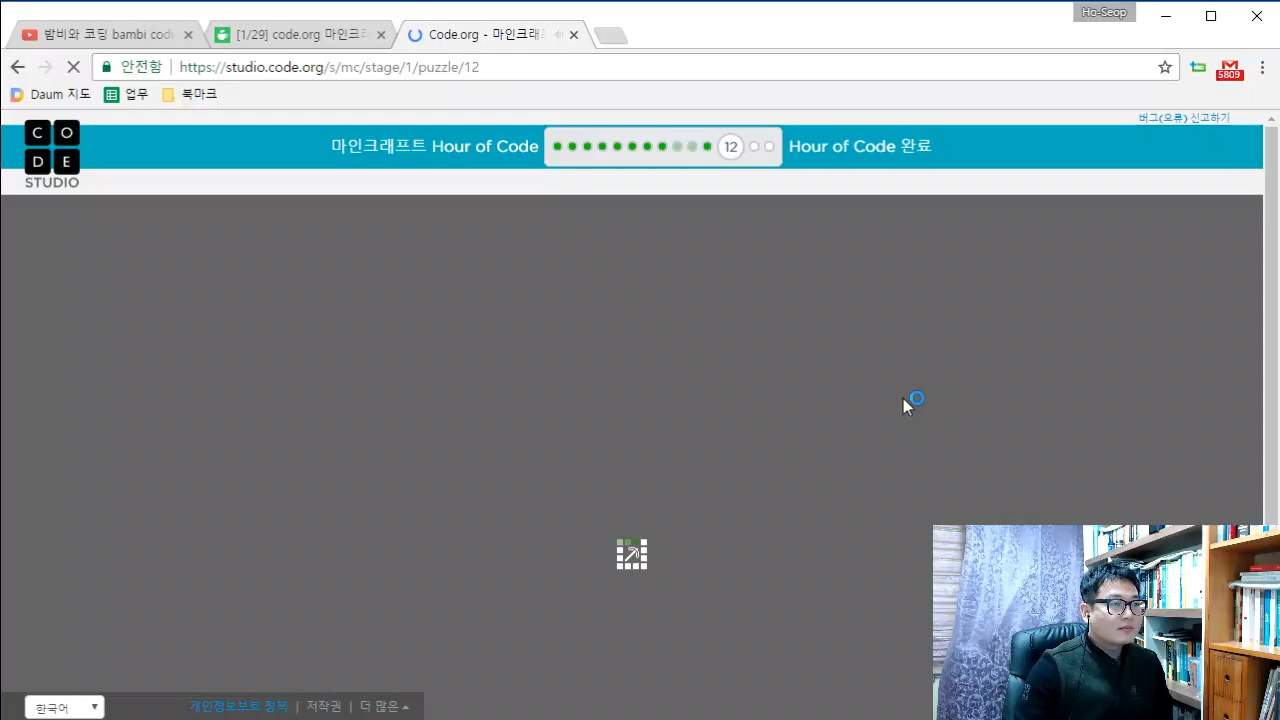 Ho-Seop
밤비와 코딩 bambi codi
[1/29] code.org 마인크래
Code.org - 마인크래프
안전함 | https://studio.code.org/s/mc/stage/1/puzzle/12
5809
Daum 지도 업무 북마크
버그(오류) 신고하기
CODE STUDIO
마인크래프트 Hour of Code 12 Hour of Code 완료
한국어 개인정보보호 정책 | 저작권 | 더 많은